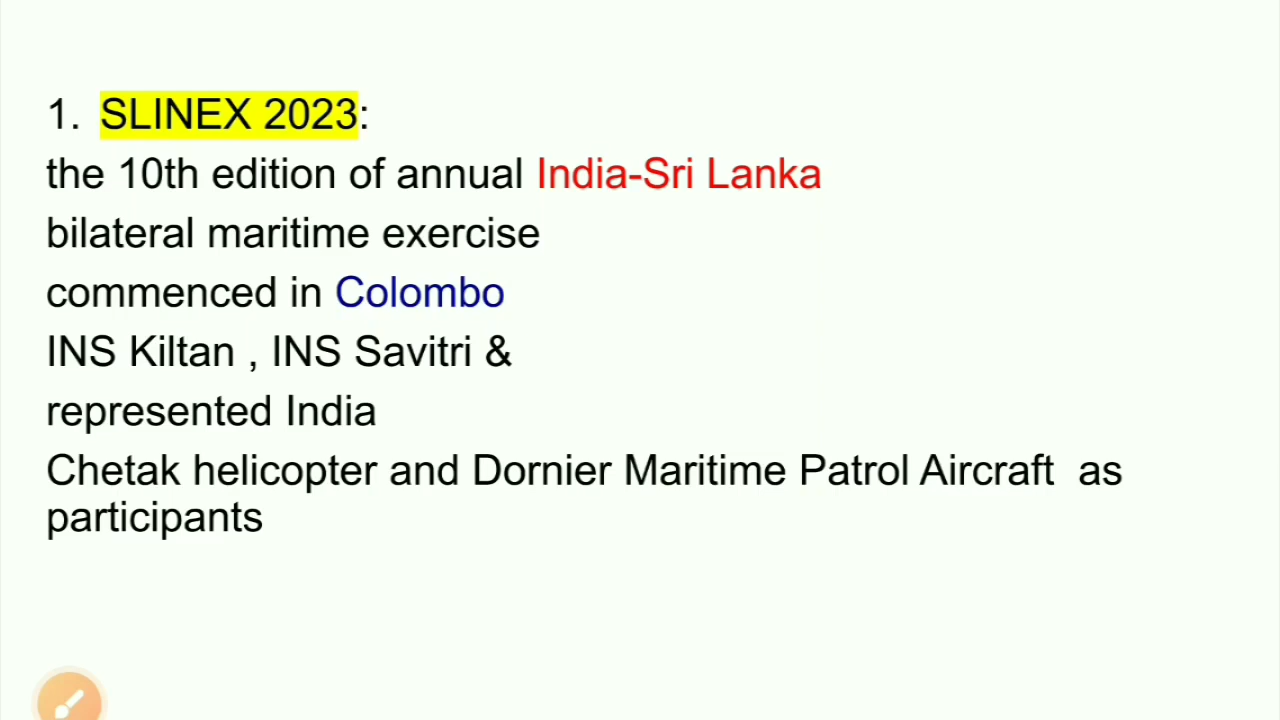 1. SLINEX 2023:
the 10th edition of annual India-Sri Lanka
bilateral maritime exercise
commenced in Colombo
INS Kiltan , INS Savitri &
represented India
Chetak helicopter and Dornier Maritime Patrol Aircraft  as
participants